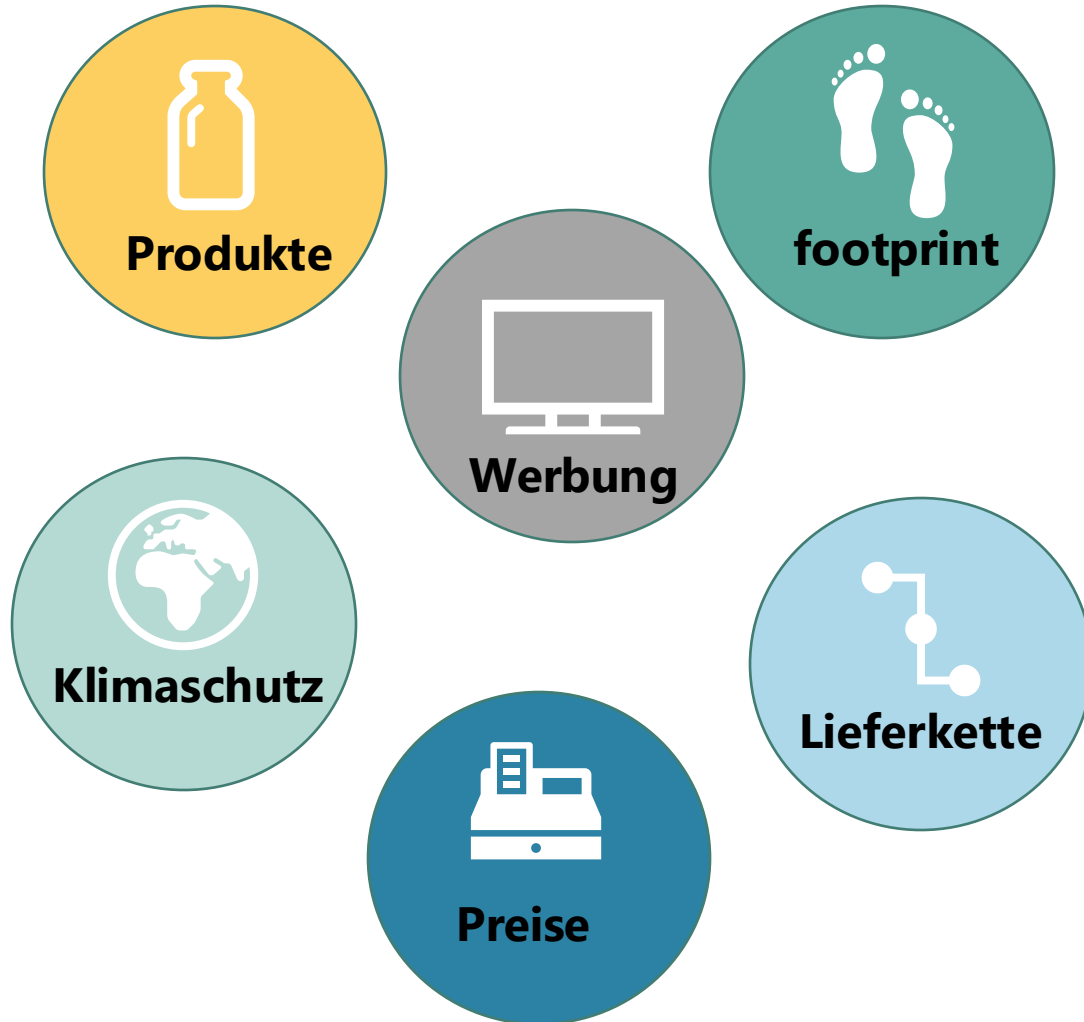 Produkte
footprint
Werbung
Klimaschutz
Lieferkette
Preise